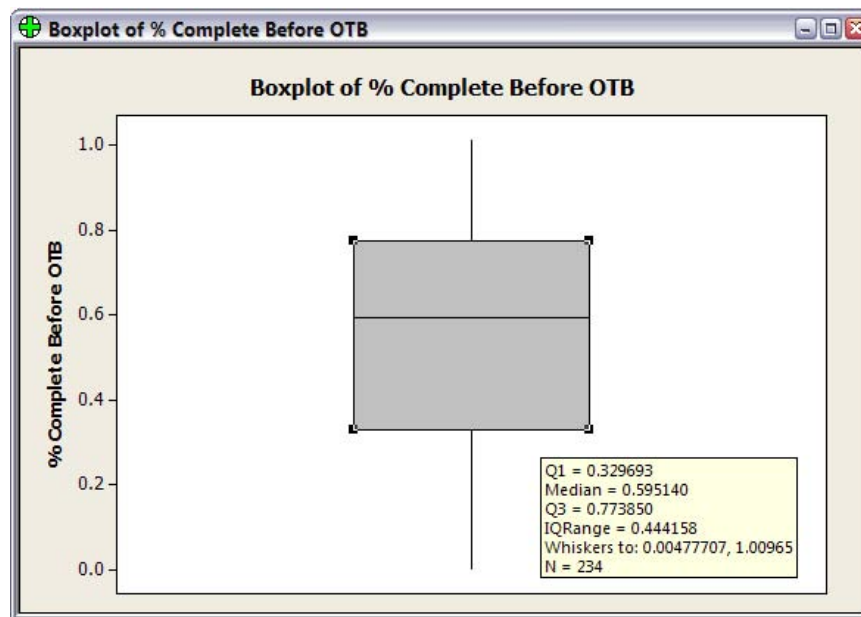 Boxplot of % Complete Before OTB
Boxplot of % Complete Before OTB
% Complete Before OTB
1.0
0.8
0.6
0.4
0.2
0.0
Q1 = 0.329693
Median = 0.595140
Q3 = 0.773850
IQRange = 0.444158
Whiskers to: 0.00477707, 1.00965
N = 234